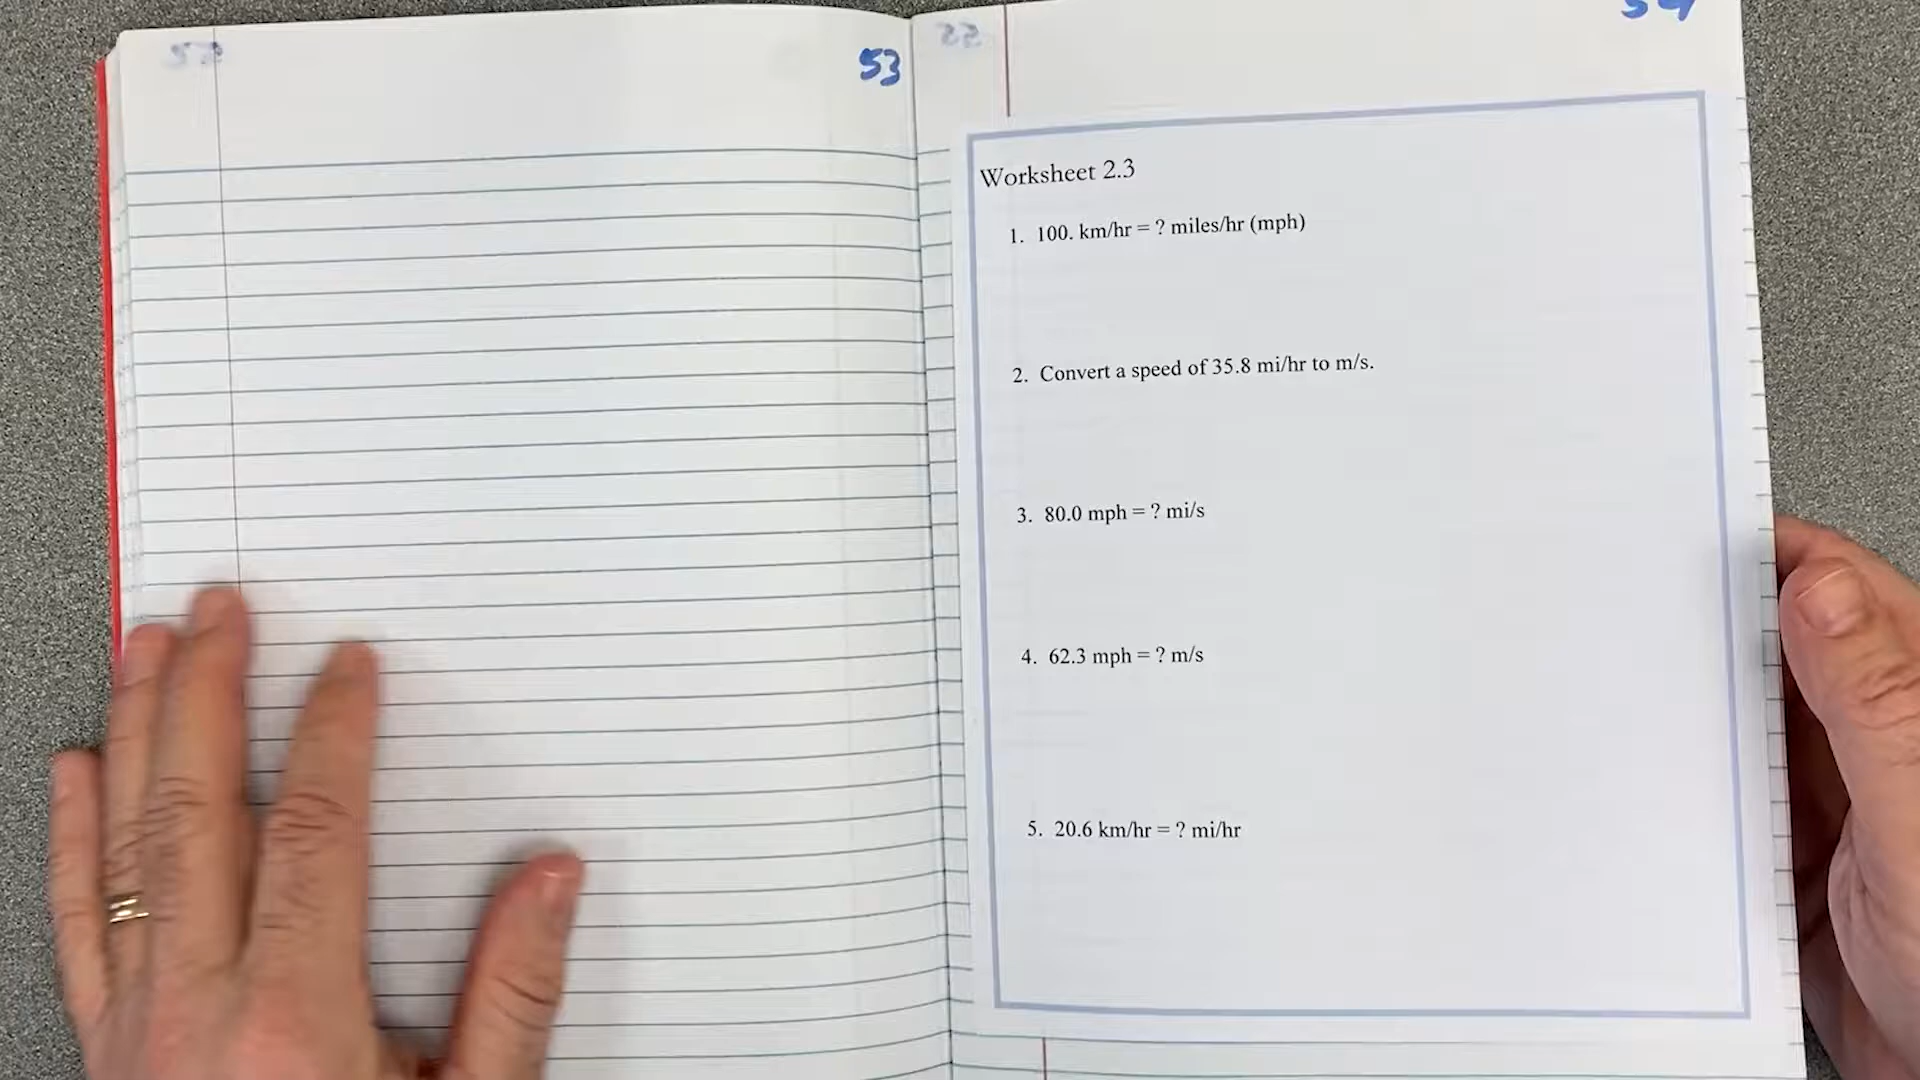 53
54
Worksheet 2.3
1. 100. km/hr = ? miles/hr (mph)
2. Convert a speed of 35.8 mi/hr to m/s.
3. 80.0 mph = ? mi/s
4. 62.3 mph = ? m/s
5. 20.6 km/hr = ? mi/hr